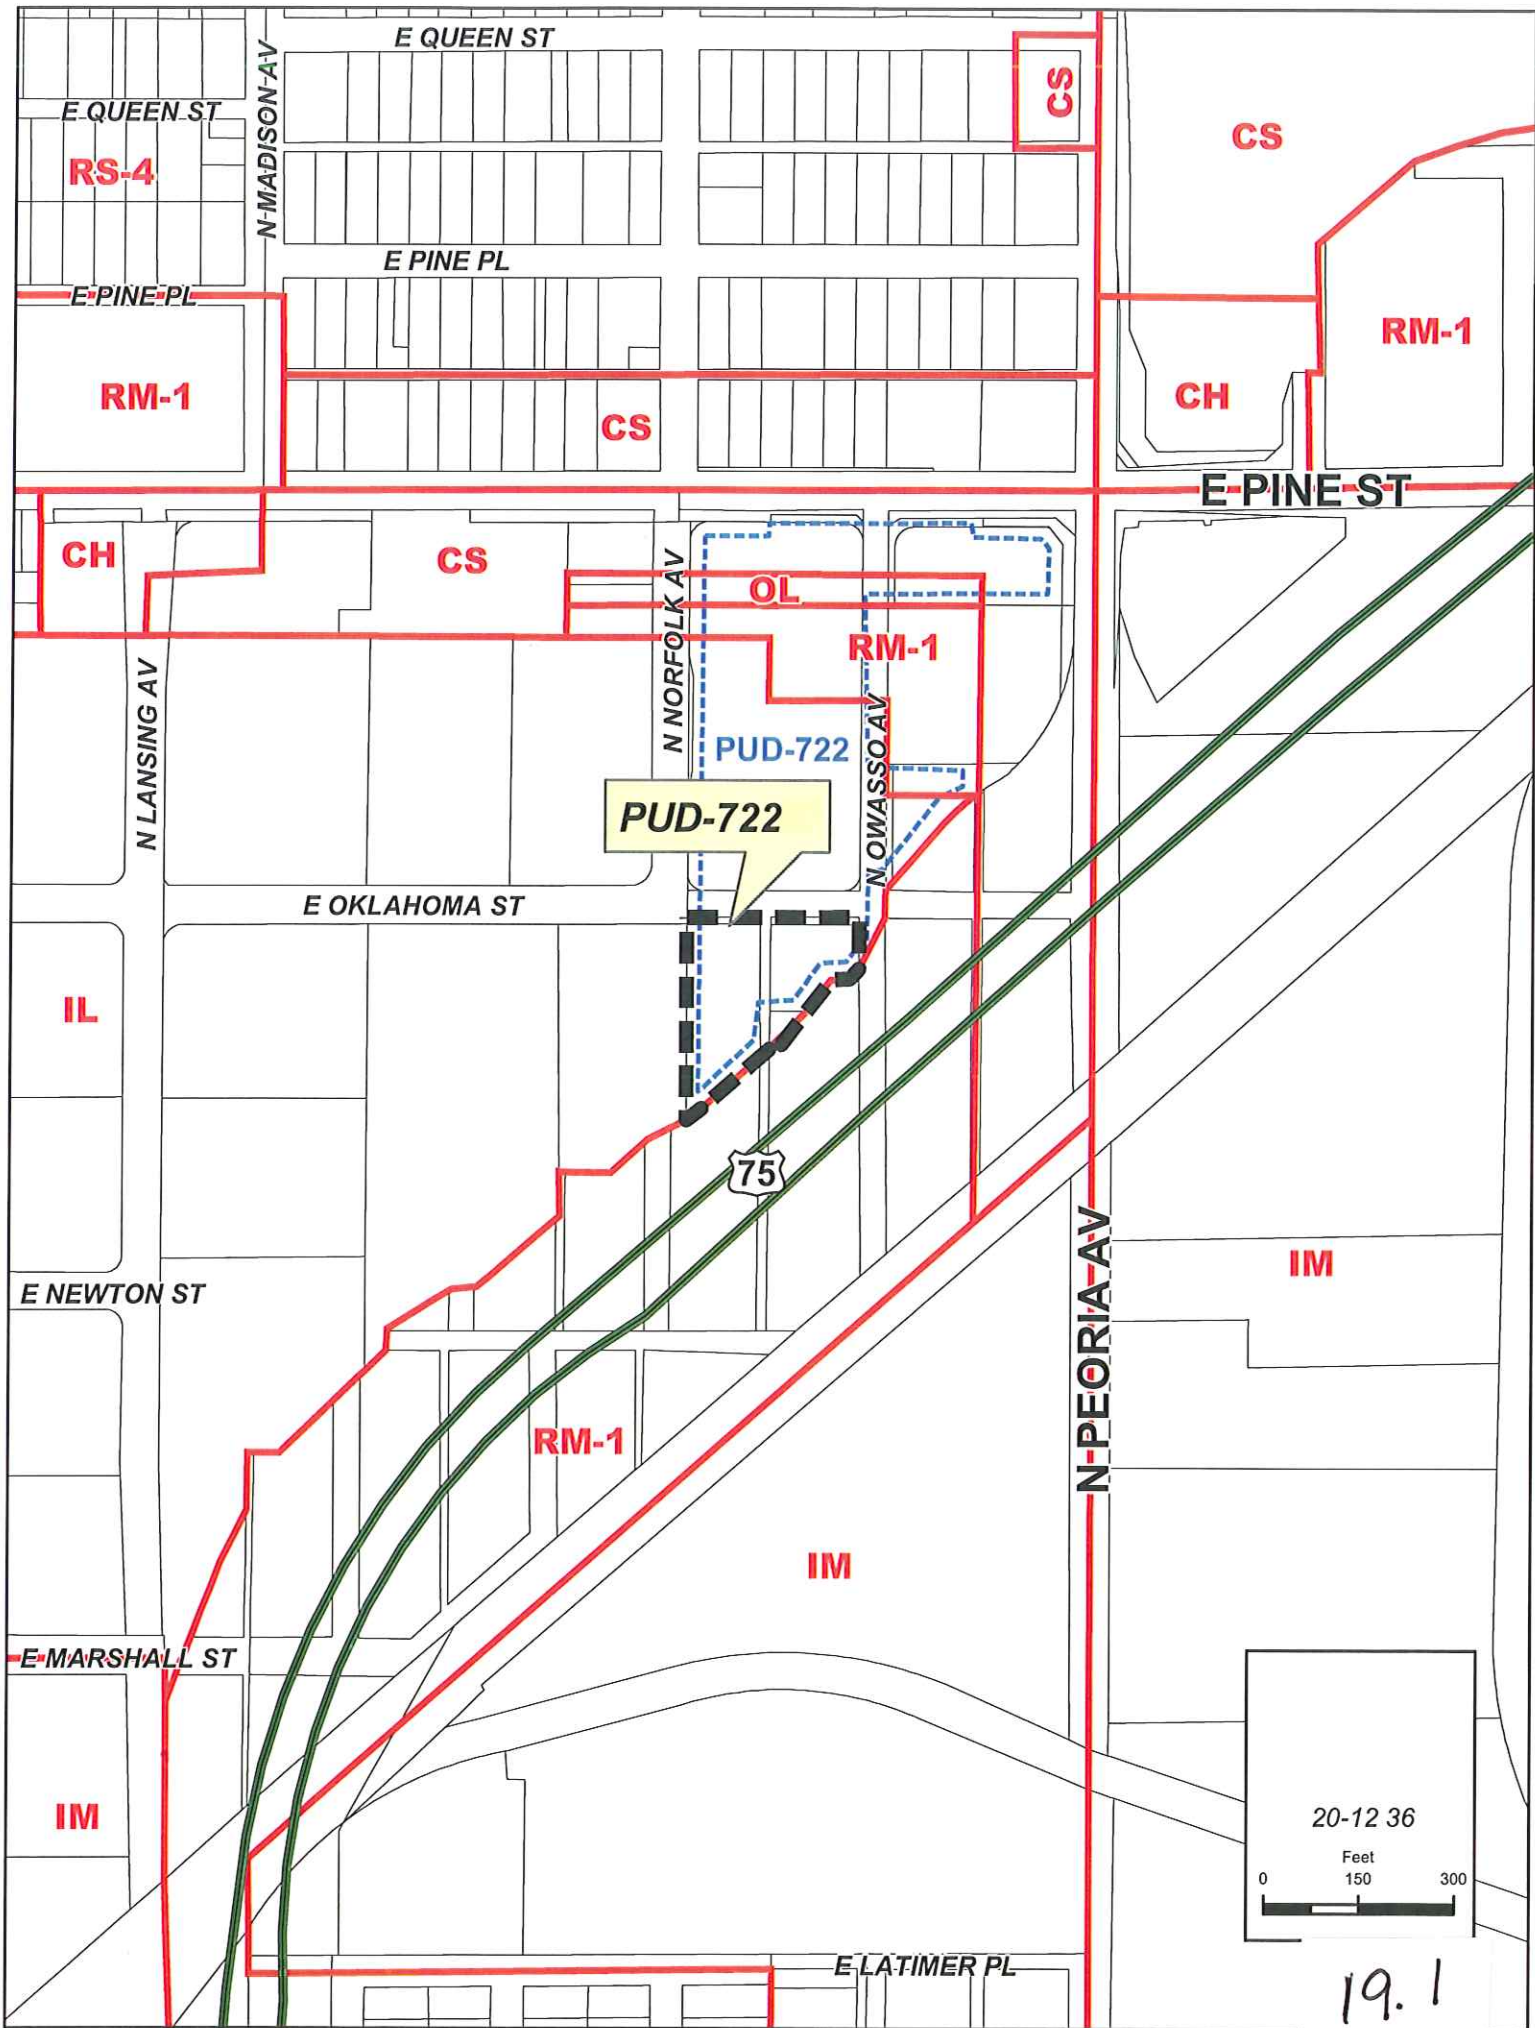 E QUEEN ST
E QUEEN ST
N MADISON AV
CS
CS
RS-4
E PINE PL
E PINE PL
RM-1
RM-1
CH
CS
E PINE ST
CH
CS
N NORFOLK AV
OL
RM-1
N LANSING AV
PUD-722
N OWASSO AV
PUD-722
E OKLAHOMA ST
IL
75
N PEORIA AV
IM
E NEWTON ST
RM-1
IM
E MARSHALL ST
IM
20-12 36
Feet
0 150 300
E LATIMER PL
19.1